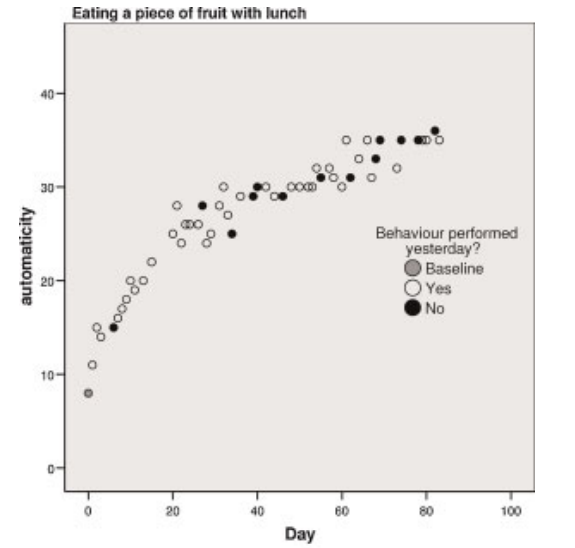 Eating a piece of fruit with lunch
40
30
20
10
0
automaticity
Behaviour performed
yesterday?
Baseline
Yes
No
0 20 40 60 80 100
Day